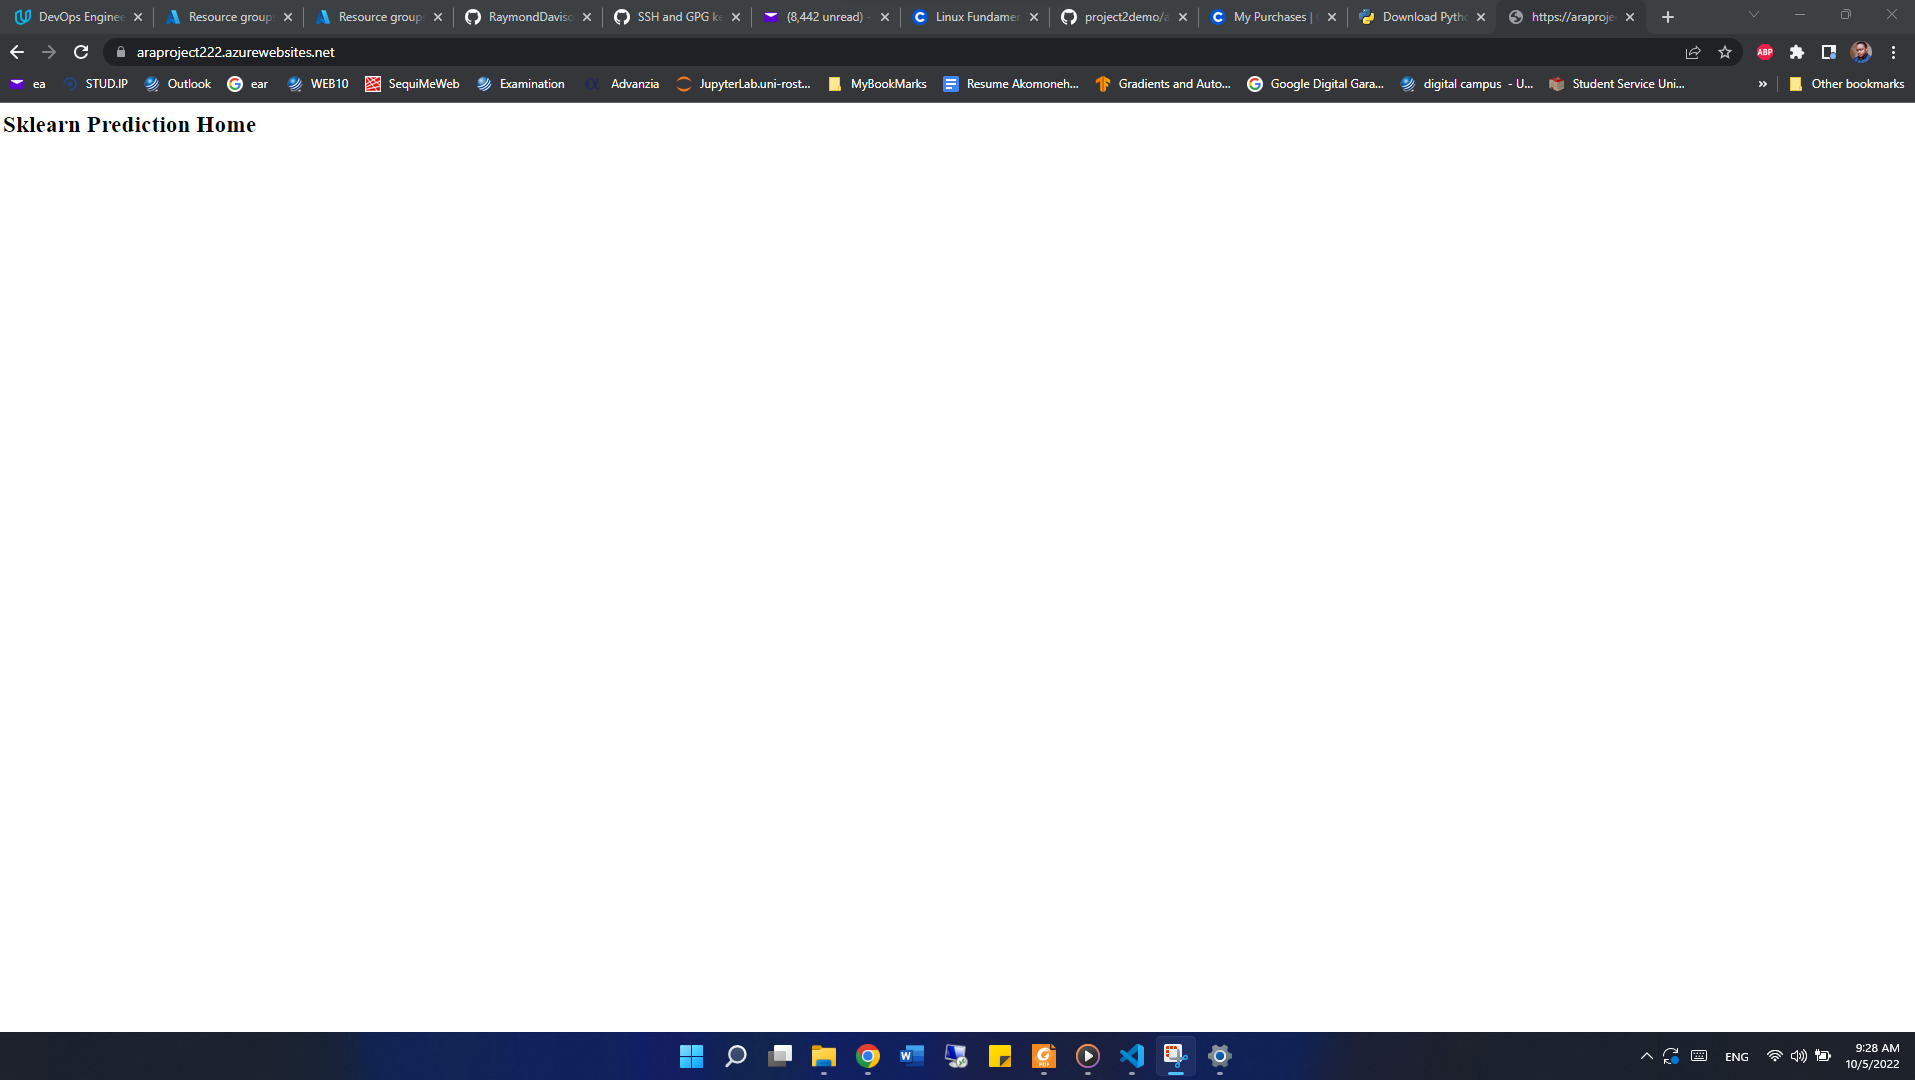 DevOps Enginee
Resource group
Resource group
RaymondDaviso
SSH and GPG ke
(8,442 unread) -
Linux Fundamen
project2demo/a
My Purchases |
Download Pytho
https://araproje
araproject222.azurewebsites.net
ABP
ea
STUD.IP
Outlook
ear
WEB10
SequiMeWeb
Examination
Advanzia
JupyterLab.uni-rost...
MyBookMarks
Resume Akomoneh...
Gradients and Auto...
Google Digital Gara...
digital campus - U...
Student Service Uni...
»
Other bookmarks
Sklearn Prediction Home
ENG
9:28 AM
10/5/2022